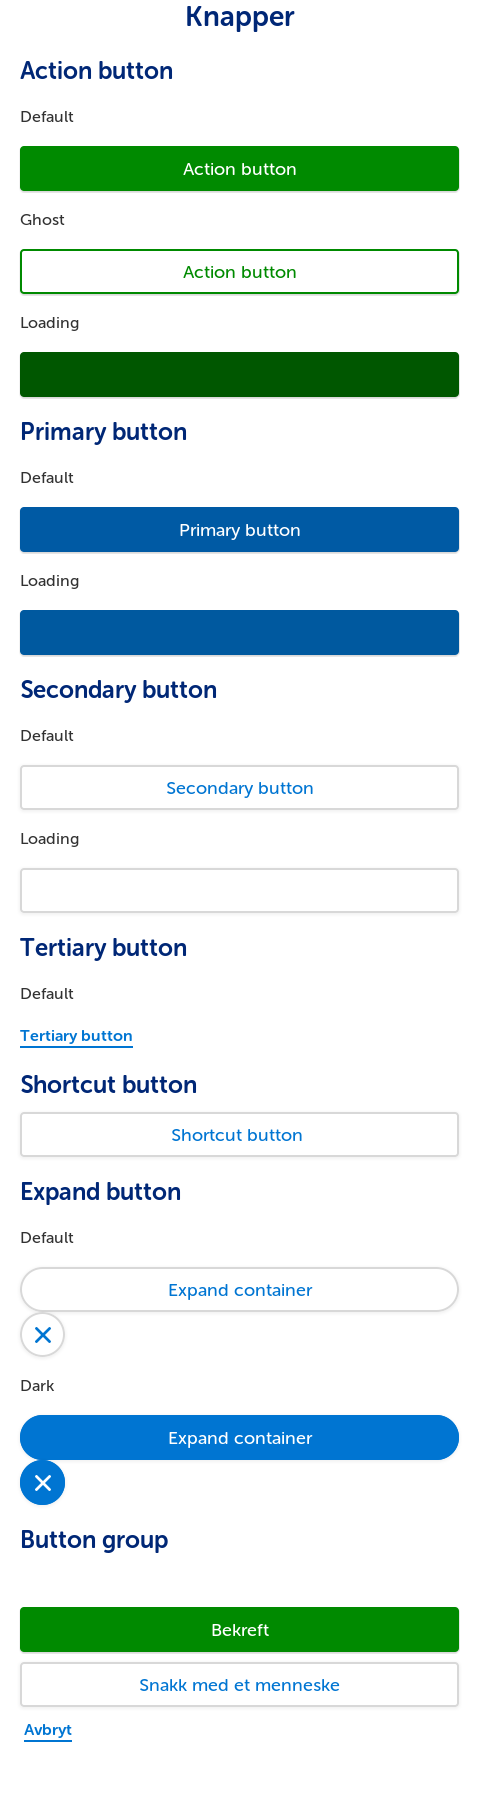 Knapper
Action button
Default
Action button
Ghost
Action button
Loading
Primary button
Default
Primary button
Loading
Secondary button
Default
Secondary button
Loading
Tertiary button
Default
Tertiary button
Shortcut button
Shortcut button
Expand button
Default
Expand container
Dark
Expand container
Button group
Bekreft
Snakk med et menneske
Avbryt